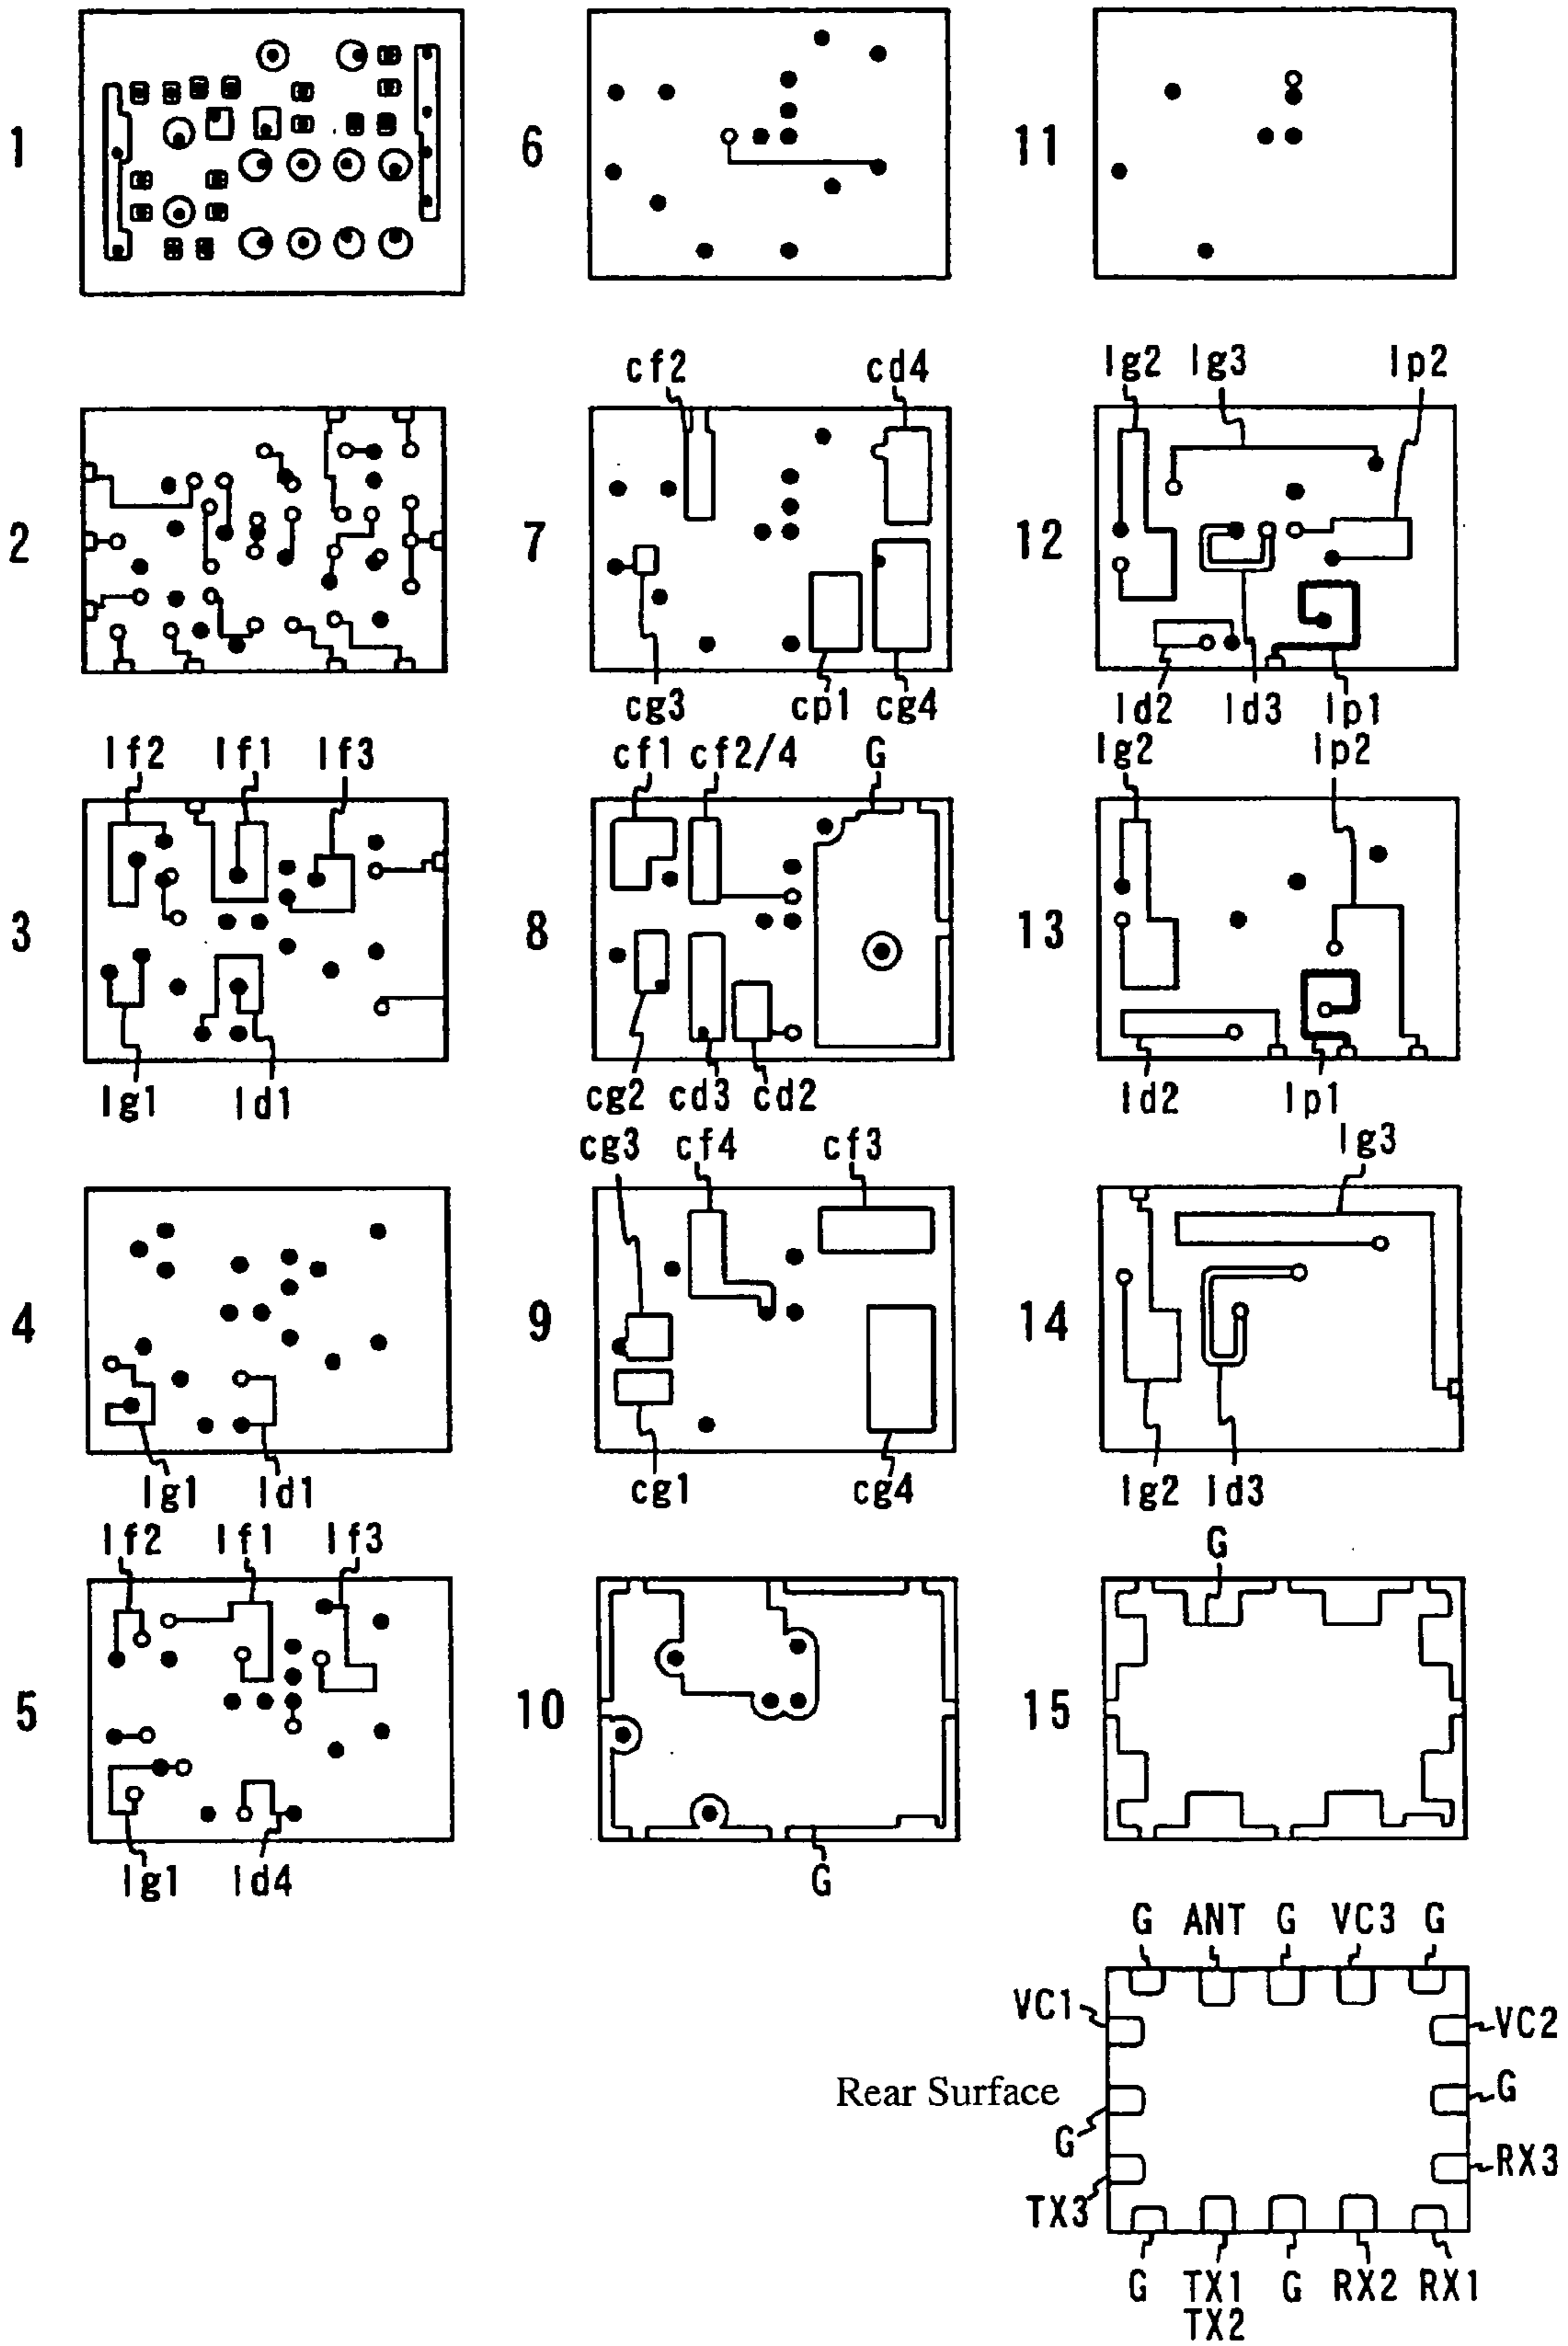 1
6
11
cf2 cd4
lg2 lg3 lp2
2
7
12
cg3 cp1 cg4
ld2 ld3 lp1
lf2 lf1 lf3
cf1 cf2/4 G
lg2 lp2
3
8
13
lg1 ld1
cg2 cd3 cd2
ld2 lp1
cg3 cf4 cf3
lg3
4
9
14
lg1 ld1
cg1 cg4
lg2 ld3
lf2 lf1 lf3
G
5
10
15
lg1 ld4
G
G ANT G VC3 G
VC1
VC2
Rear Surface
G
G
TX3
RX3
G TX1 G RX2 RX1
TX2